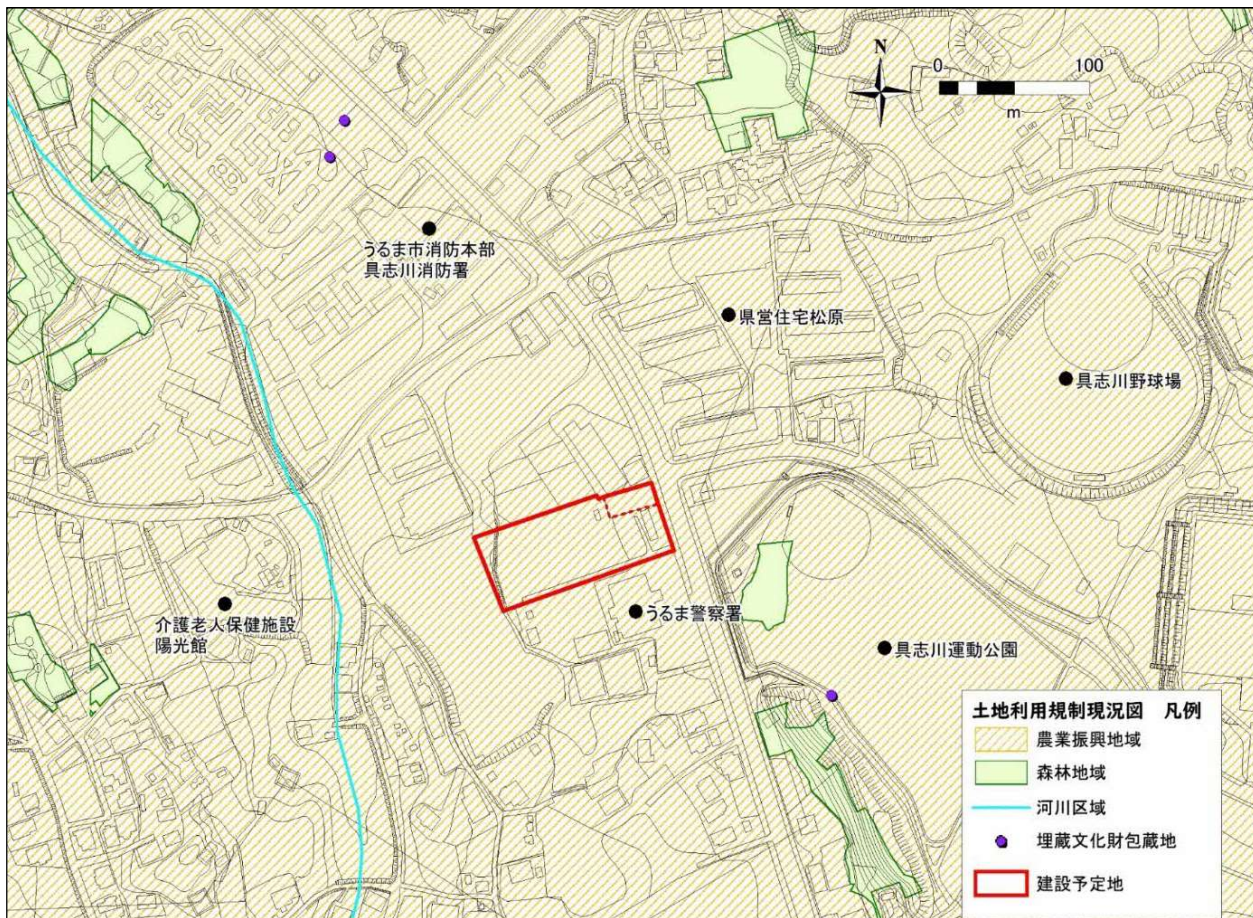 N
0
100
m
うるま市消防本部
具志川消防署
県営住宅松原
具志川野球場
うるま警察署
介護老人保健施設
陽光館
具志川運動公園
土地利用規制現況図 凡例
農業振興地域
森林地域
河川区域
埋蔵文化財包蔵地
建設予定地